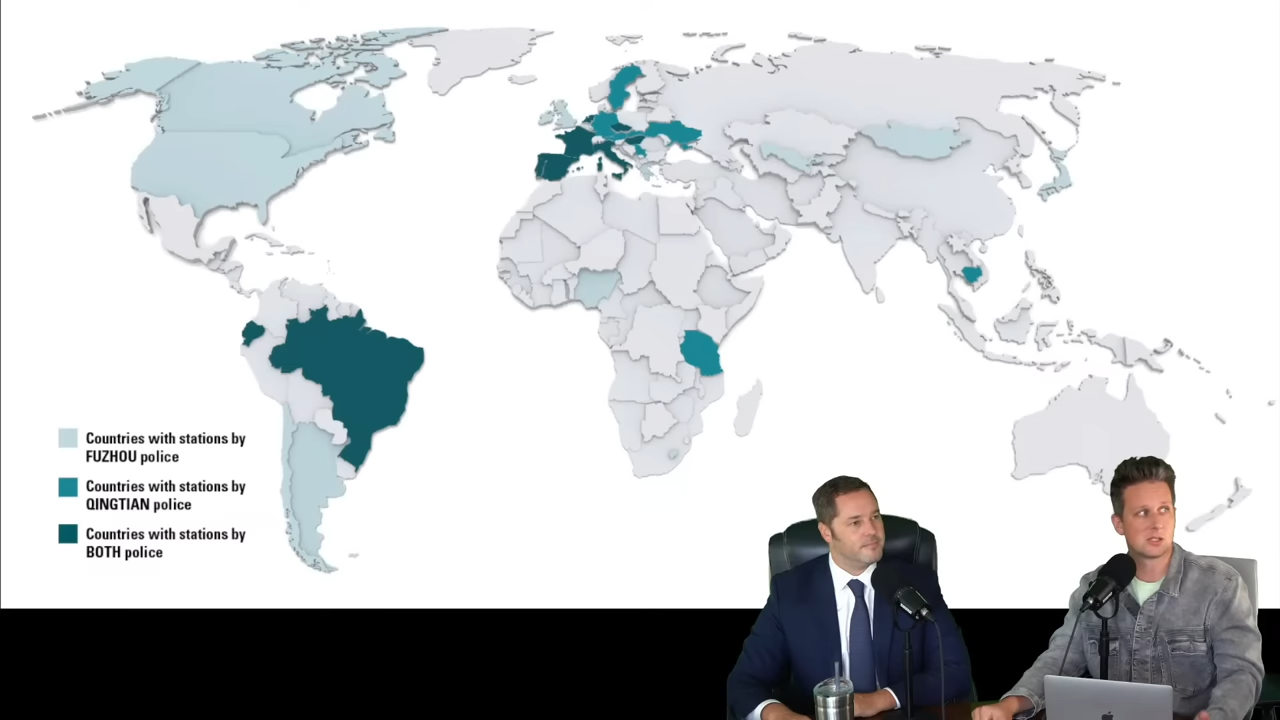 Countries with stations by
FUZHOU police
Countries with stations by
QINGTIAN police
Countries with stations by
BOTH police